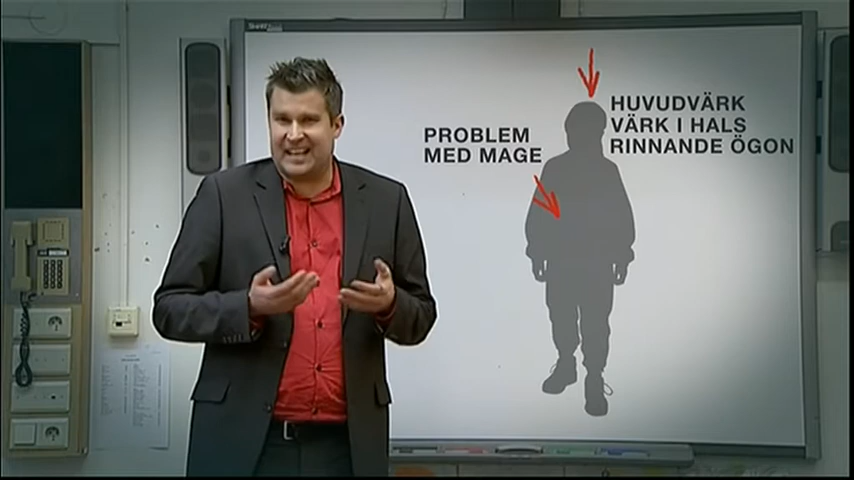 PROBLEM
MED MAGE
HUVUDVÄRK
VÄRK I HALS
RINNANDE ÖGON